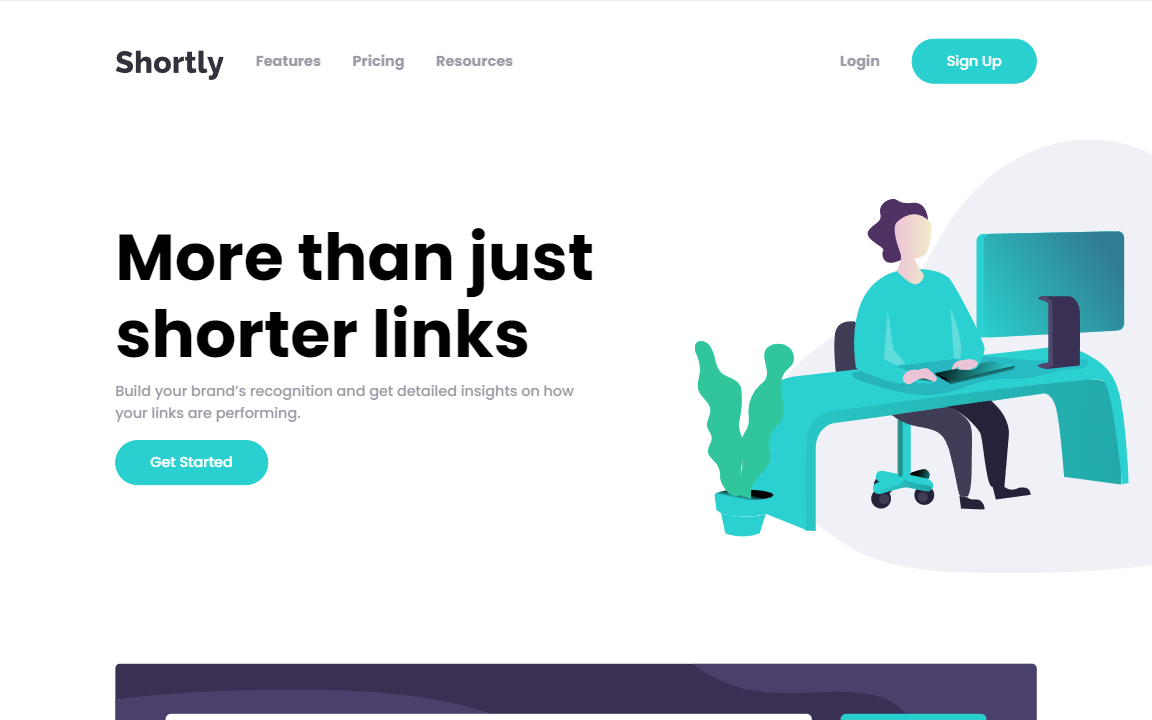 Shortly Features Pricing Resources Login Sign Up
More than just
shorter links
Build your brand’s recognition and get detailed insights on how
your links are performing.
Get Started